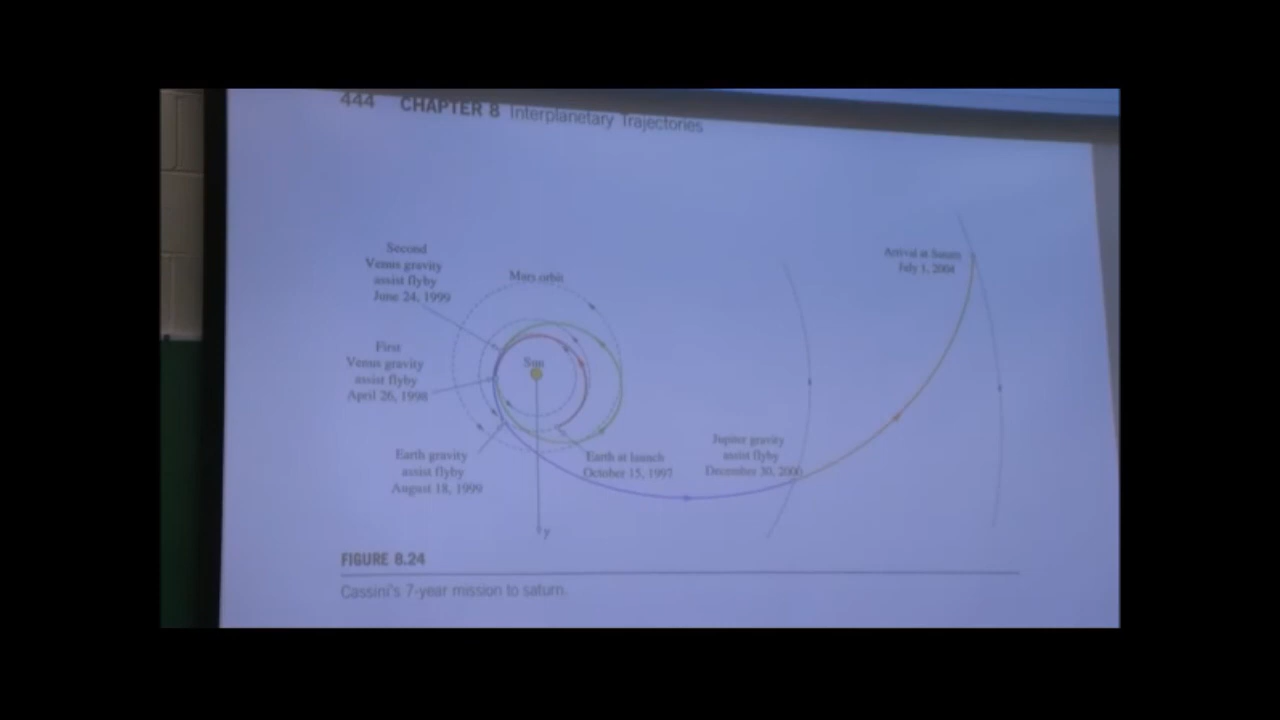 444 CHAPTER 8 Interplanetary Trajectories
Second
Venus gravity
assist flyby
June 24, 1999
Mars orbit
Arrival at Saturn
July 1, 2004
First
Venus gravity
assist flyby
April 26, 1998
Sun
Earth gravity
assist flyby
August 18, 1999
Earth at launch
October 15, 1997
Jupiter gravity
assist flyby
December 30, 2000
γ
FIGURE 8.24
Cassini's 7-year mission to saturn.